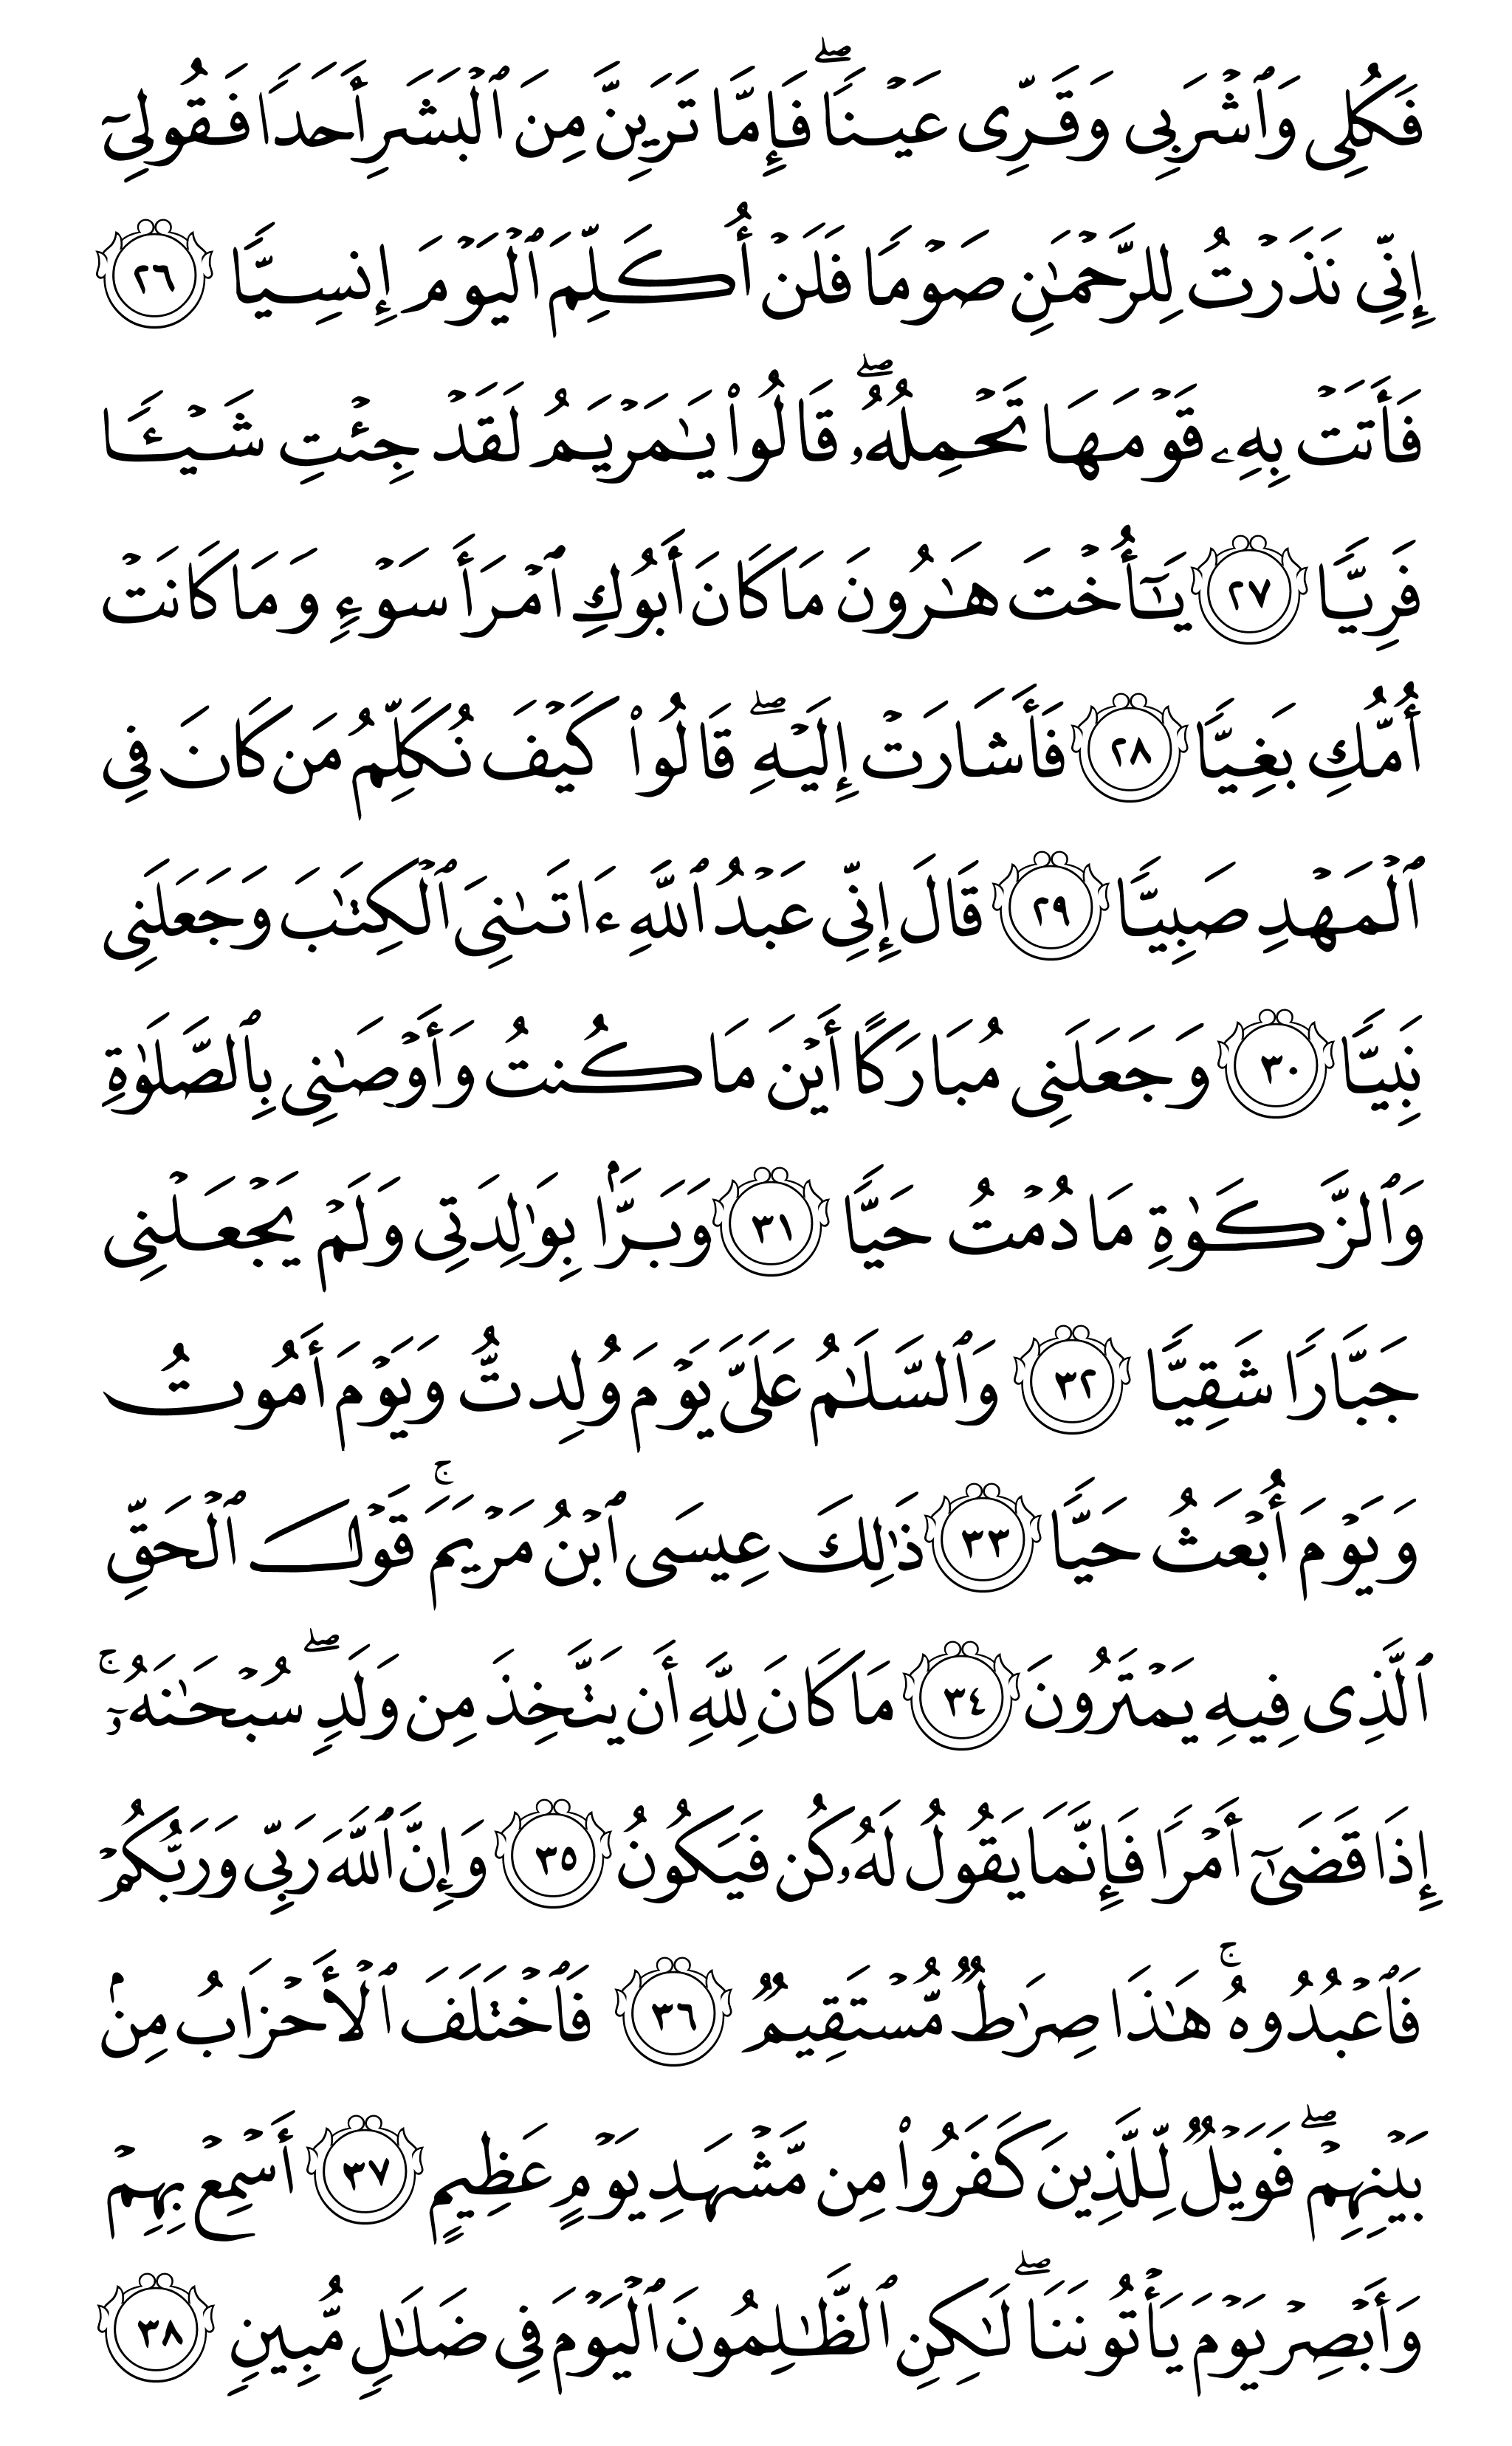 فَكُلِى وَٱشْرَبِى وَقَرِّى عَيْنًاۖ فَإِمَّا تَرَيِنَّ مِنَ ٱلْبَشَرِ أَحَدًا فَقُولِىٓ
إِنِّى نَذَرْتُ لِلرَّحْمَٰنِ صَوْمًا فَلَنْ أُكَلِّمَ ٱلْيَوْمَ إِنسِيًّا ٢٦
فَأَتَتْ بِهِۦ قَوْمَهَا تَحْمِلُهُۥۖ قَالُوا۟ يَٰمَرْيَمُ لَقَدْ جِئْتِ شَيْـًٔا
فَرِيًّا ٢٧ يَٰٓأُخْتَ هَٰرُونَ مَا كَانَ أَبُوكِ ٱمْرَأَ سَوْءٍ وَمَا كَانَتْ
أُمُّكِ بَغِيًّا ٢٨ فَأَشَارَتْ إِلَيْهِۖ قَالُوا۟ كَيْفَ نُكَلِّمُ مَن كَانَ فِى
ٱلْمَهْدِ صَبِيًّا ٢٩ قَالَ إِنِّى عَبْدُ ٱللَّهِ ءَاتَىٰنِىَ ٱلْكِتَٰبَ وَجَعَلَنِى
نَبِيًّا ٣٠ وَجَعَلَنِى مُبَارَكًا أَيْنَ مَا كُنتُ وَأَوْصَٰنِى بِٱلصَّلَوٰةِ
وَٱلزَّكَوٰةِ مَا دُمْتُ حَيًّا ٣١ وَبَرًّۢا بِوَٰلِدَتِى وَلَمْ يَجْعَلْنِى
جَبَّارًا شَقِيًّا ٣٢ وَٱلسَّلَٰمُ عَلَىَّ يَوْمَ وُلِدتُّ وَيَوْمَ أَمُوتُ
وَيَوْمَ أُبْعَثُ حَيًّا ٣٣ ذَٰلِكَ عِيسَى ٱبْنُ مَرْيَمَۚ قَوْلَ ٱلْحَقِّ
ٱلَّذِى فِيهِ يَمْتَرُونَ ٣٤ مَا كَانَ لِلَّهِ أَن يَتَّخِذَ مِن وَلَدٍۖ سُبْحَٰنَهُۥٓۚ
إِذَا قَضَىٰٓ أَمْرًا فَإِنَّمَا يَقُولُ لَهُۥ كُن فَيَكُونُ ٣٥ وَإِنَّ ٱللَّهَ رَبِّى وَرَبُّكُمْ
فَٱعْبُدُوهُۚ هَٰذَا صِرَٰطٌ مُّسْتَقِيمٌ ٣٦ فَٱخْتَلَفَ ٱلْأَحْزَابُ مِنۢ
بَيْنِهِمْۖ فَوَيْلٌ لِّلَّذِينَ كَفَرُوا۟ مِن مَّشْهَدِ يَوْمٍ عَظِيمٍ ٣٧ أَسْمِعْ بِهِمْ
وَأَبْصِرْ يَوْمَ يَأْتُونَنَاۖ لَٰكِنِ ٱلظَّٰلِمُونَ ٱلْيَوْمَ فِى ضَلَٰلٍ مُّبِينٍ ٣٨